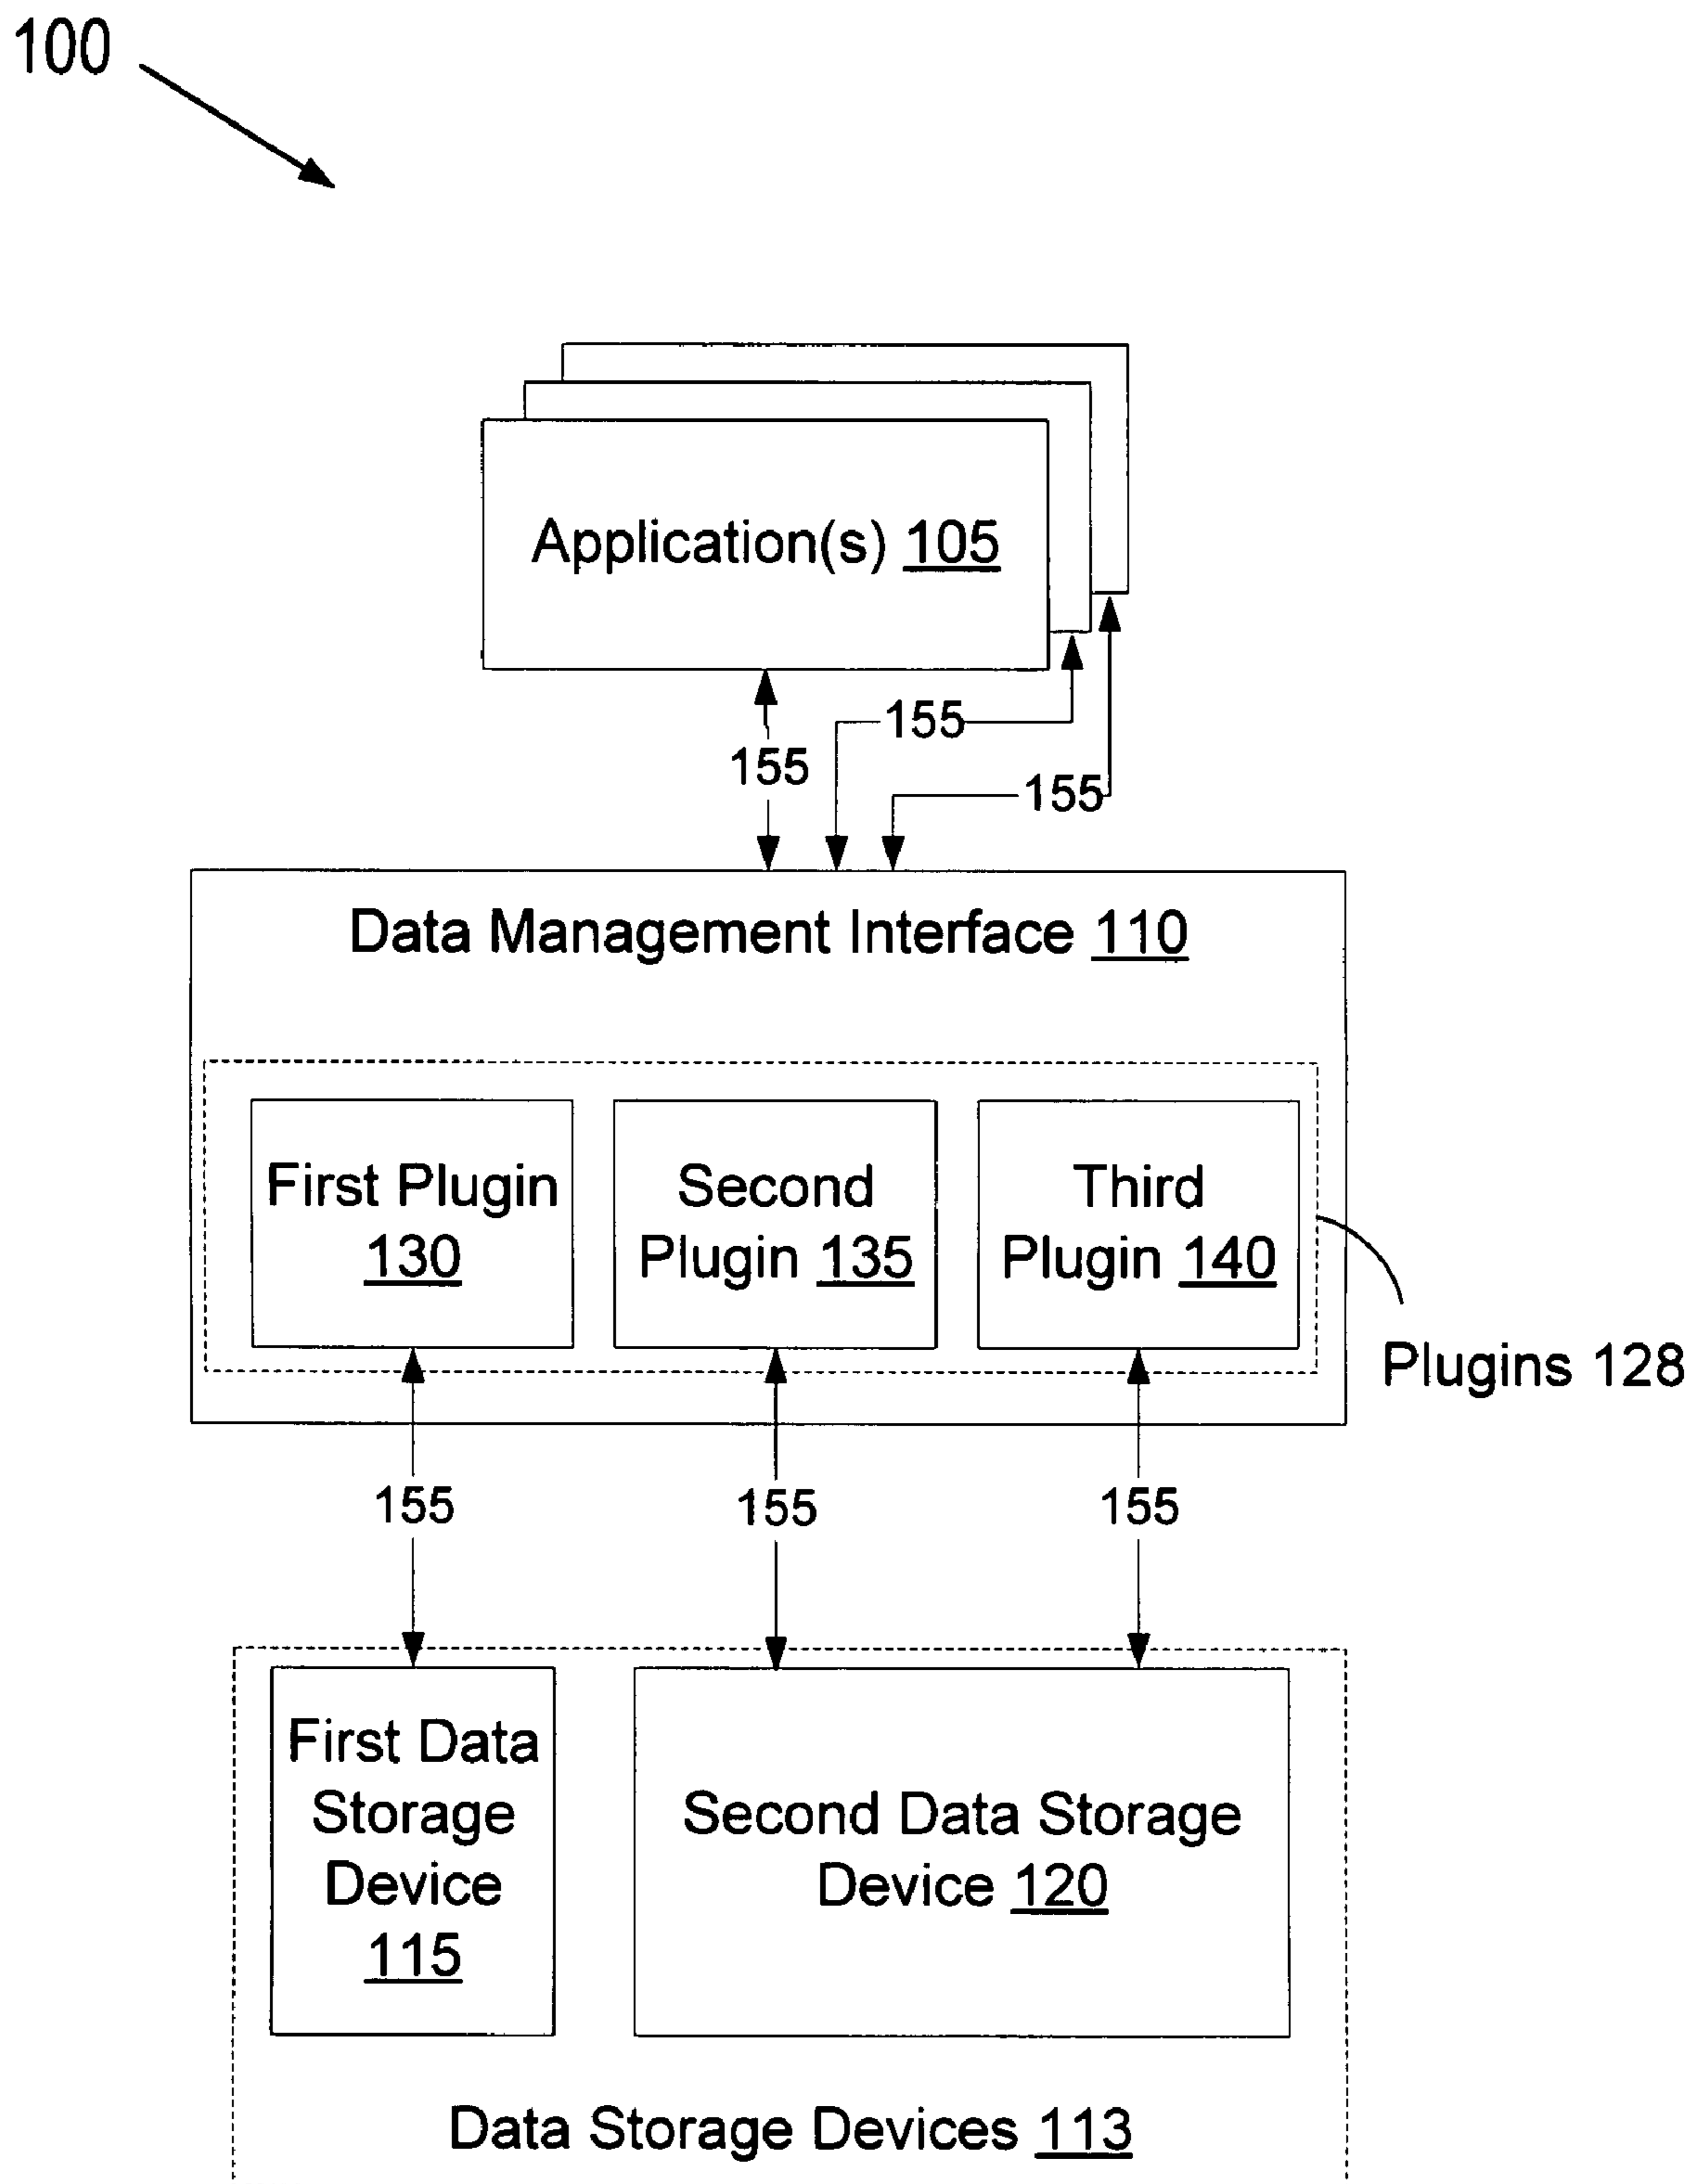 100
Application(s) 105
155
155
155
Data Management Interface 110
First Plugin
130
Second
Plugin 135
Third
Plugin 140
Plugins 128
155
155
155
First Data
Storage
Device
115
Second Data Storage
Device 120
Data Storage Devices 113